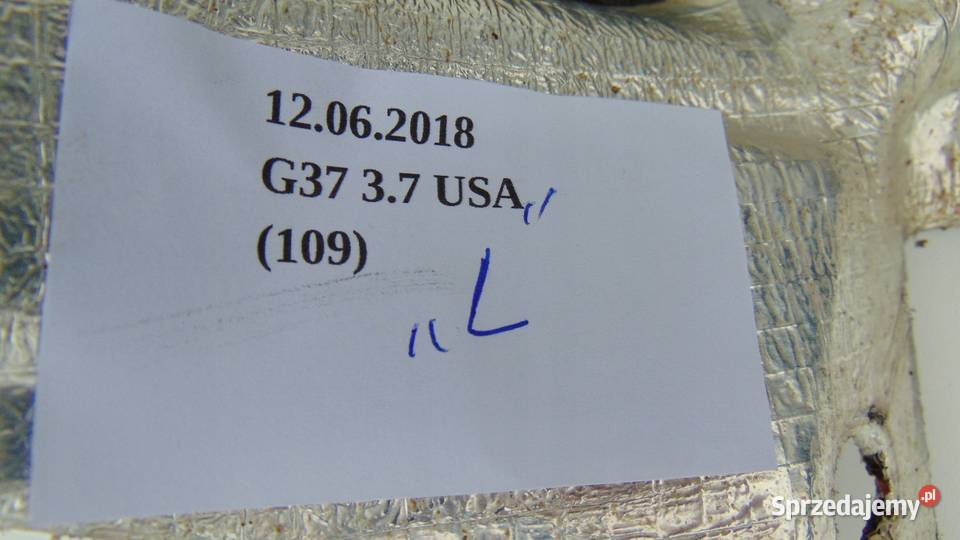 12.06.2018
G37 3.7 USA
(109)
„L”
Sprzedajemy.pl